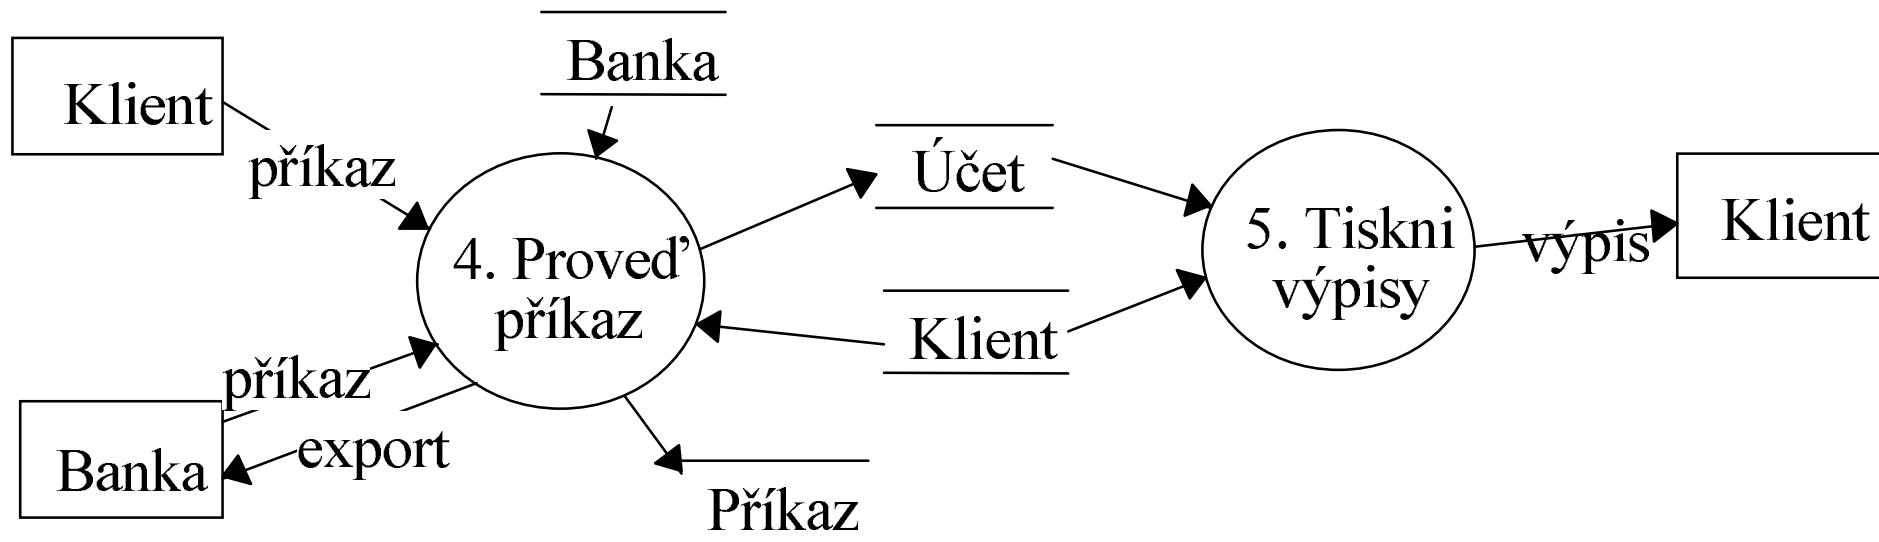 Banka
Klient
příkaz
Účet
4. Proveď
příkaz
5. Tiskni
výpisy
výpis
Klient
Klient
příkaz
export
Banka
Příkaz